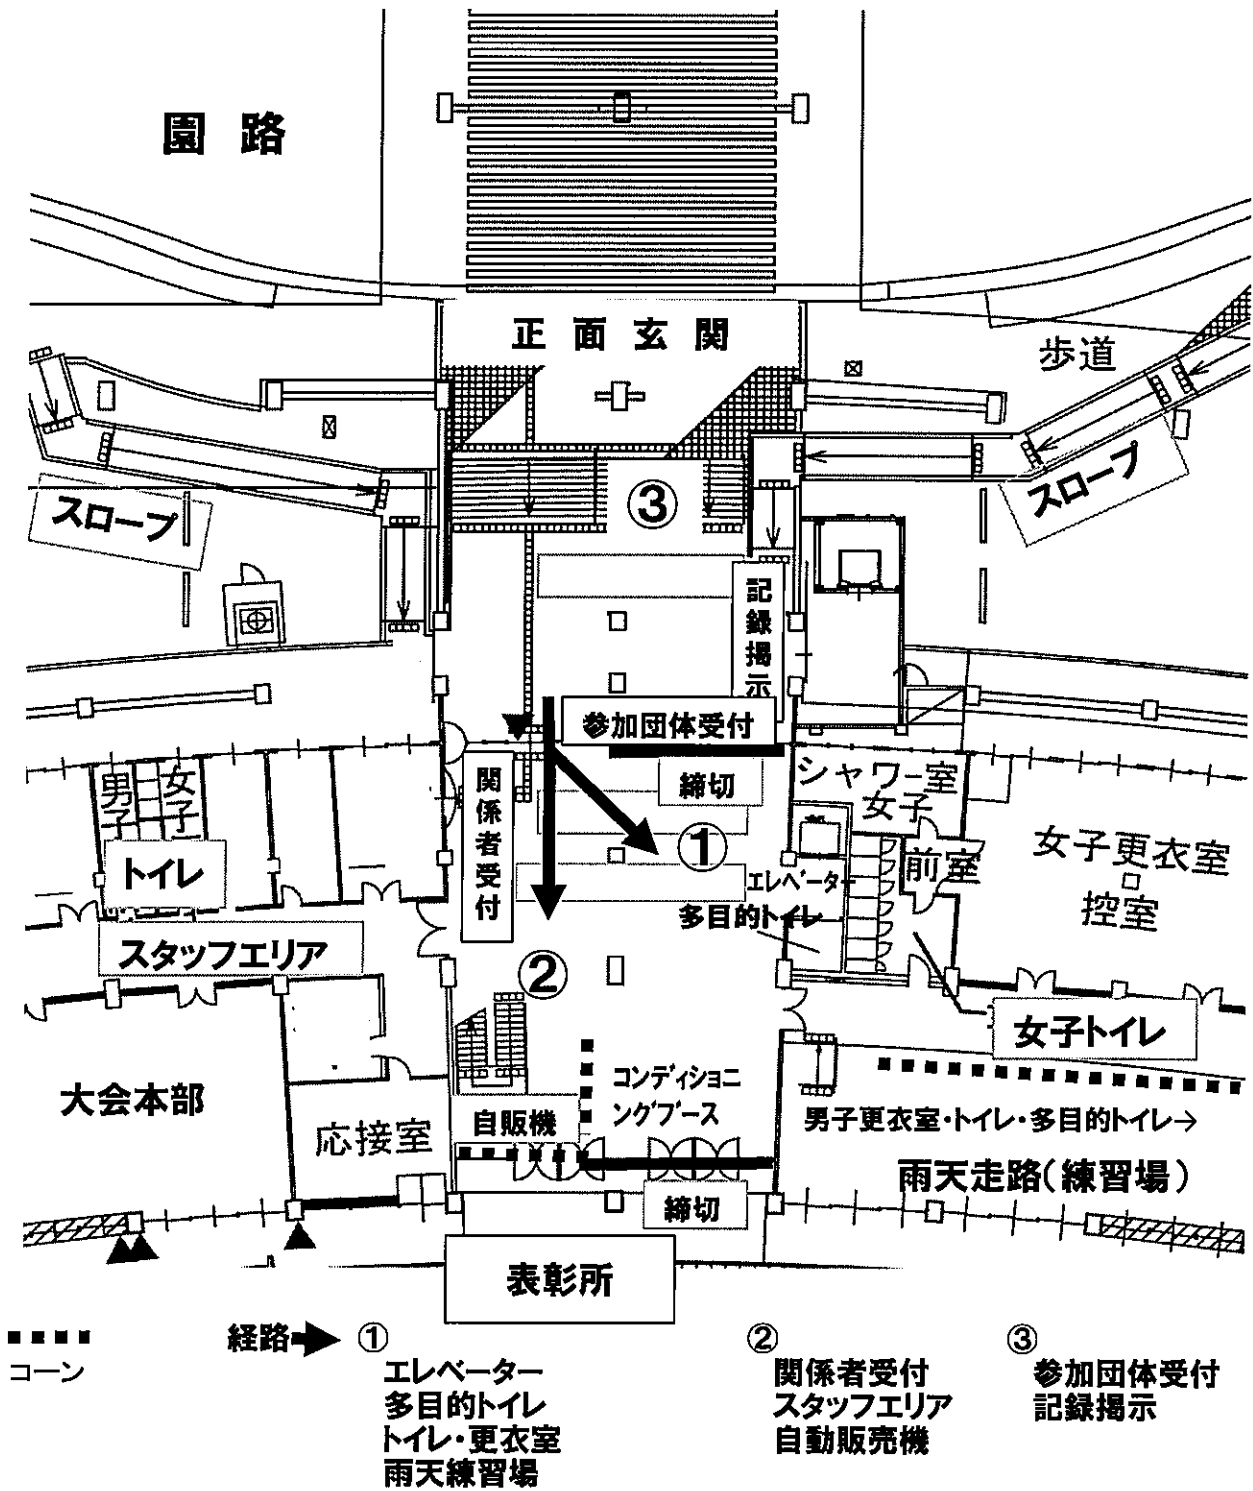 園路
正面玄関
歩道
スロープ
スロープ
③
記録掲示
参加団体受付
締切
関係者受付
①
エレベーター
多目的トイレ
シャワー室
女子
前室
女子更衣室
控室
男子
女子
トイレ
スタッフエリア
②
女子トイレ
大会本部
応接室
自販機
コンディショニ
ングブース
男子更衣室・トイレ・多目的トイレ→
雨天走路(練習場)
締切
表彰所
コーン
経路
①
エレベーター
多目的トイレ
トイレ・更衣室
雨天練習場
②
関係者受付
スタッフエリア
自動販売機
③
参加団体受付
記録掲示